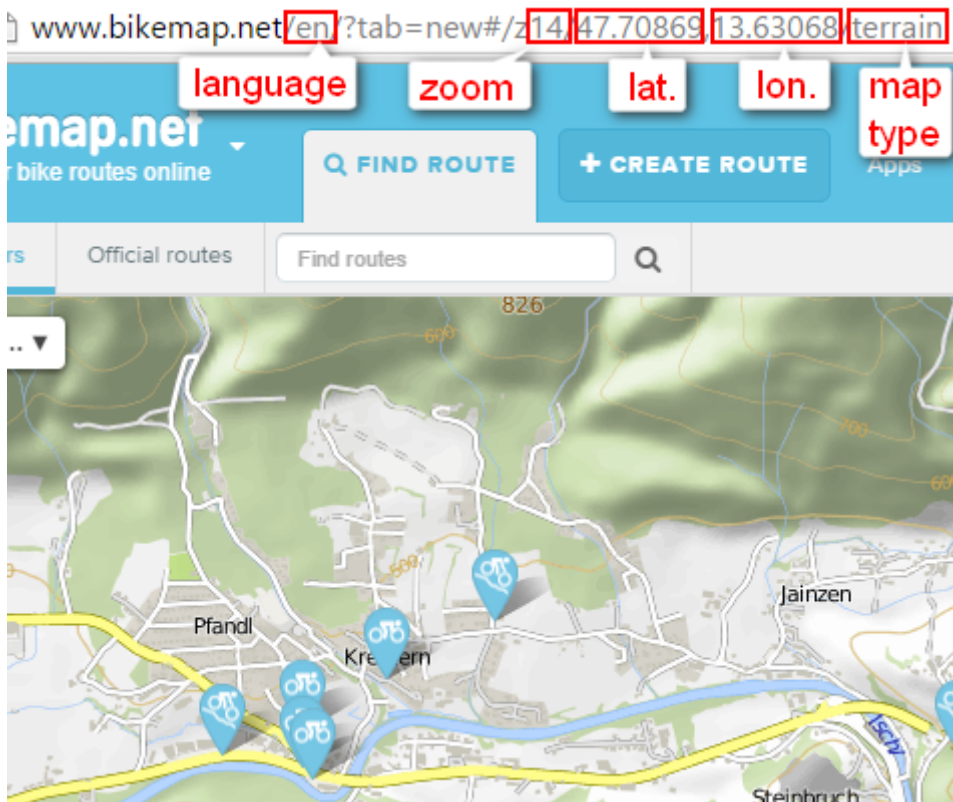 www.bikemap.net/en/?tab=new#/z14/47.70869,13.63068/terrain
language
zoom
lat.
lon.
map
type
emap.net
r bike routes online
FIND ROUTE
+ CREATE ROUTE
Apps
rs
Official routes
Find routes
826
.. ▼
600
700
600
500
Jainzen
Pfandl
Ischl
Steinbruch